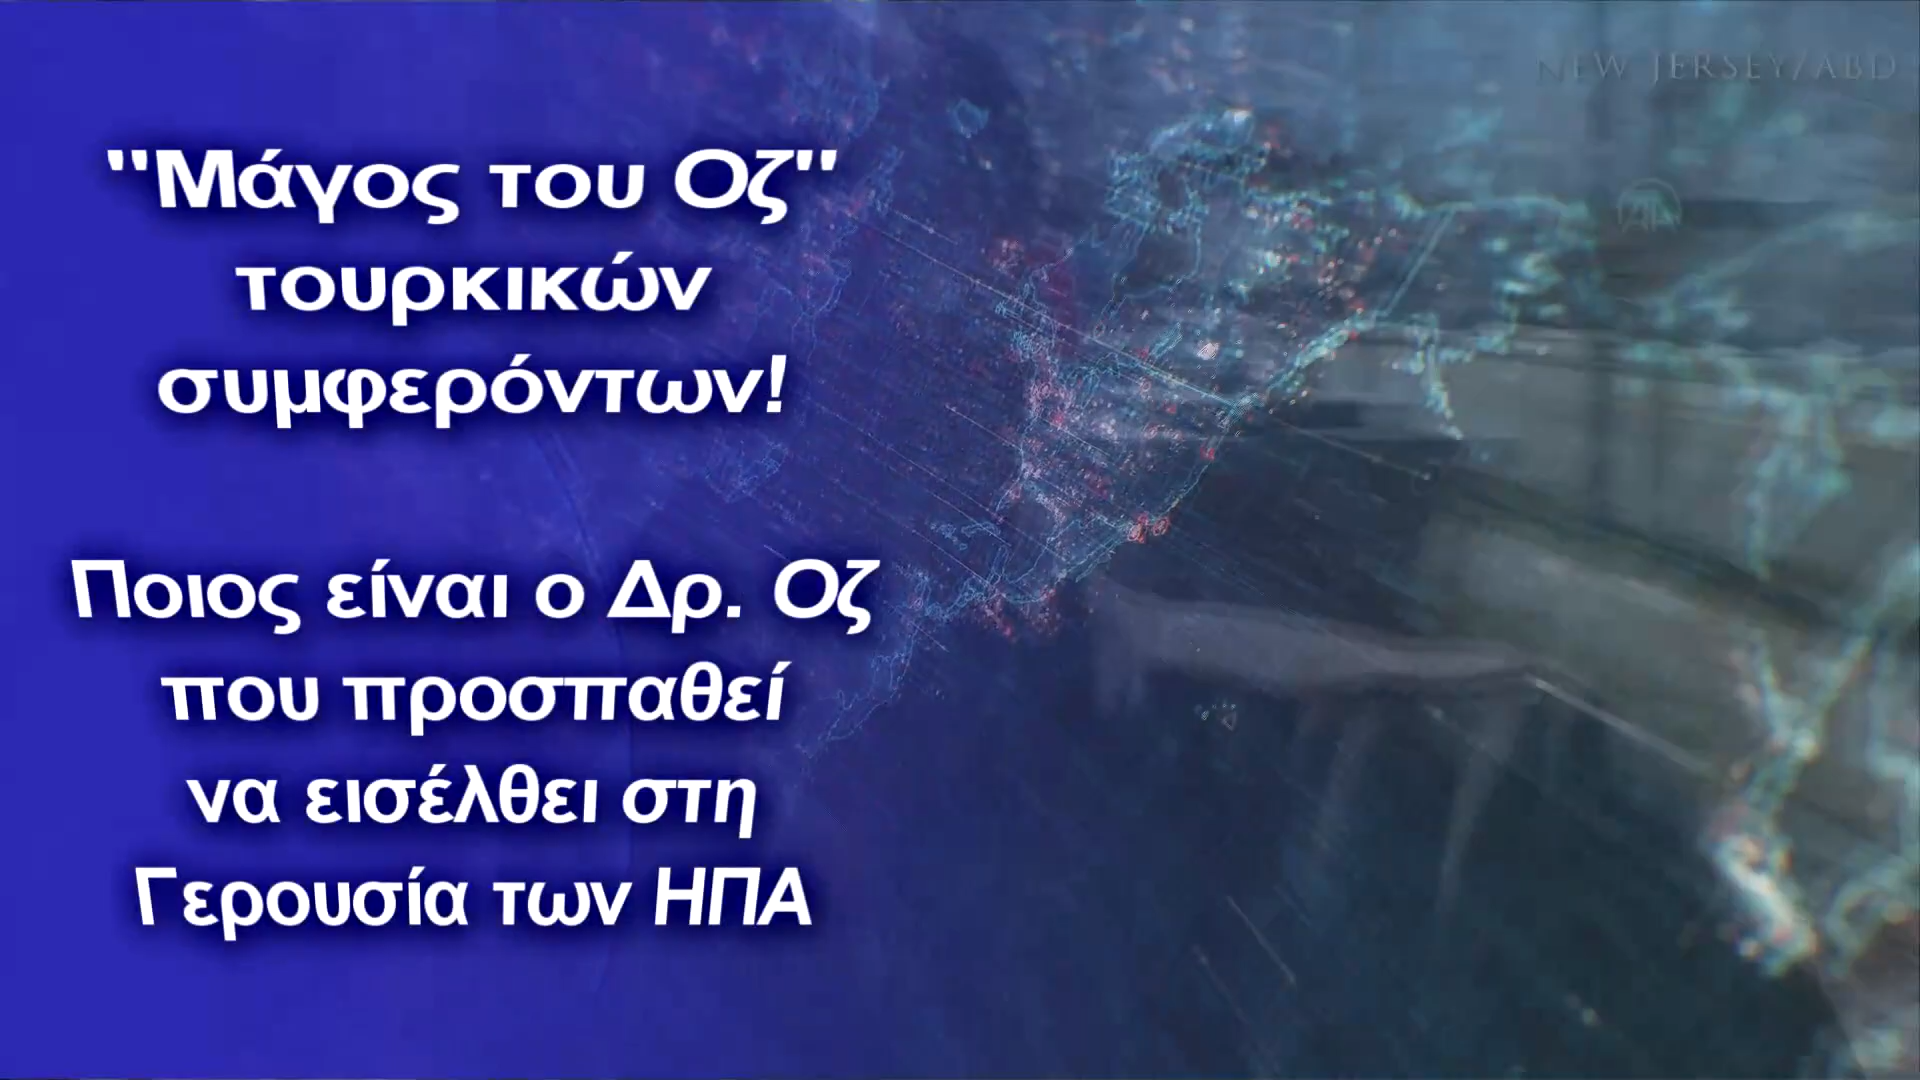 NEW JERSEY/ABD
AA
"Μάγος του Οζ"
τουρκικών
συμφερόντων!
Ποιος είναι ο Δρ. Οζ
που προσπαθεί
να εισέλθει στη
Γερουσία των ΗΠΑ